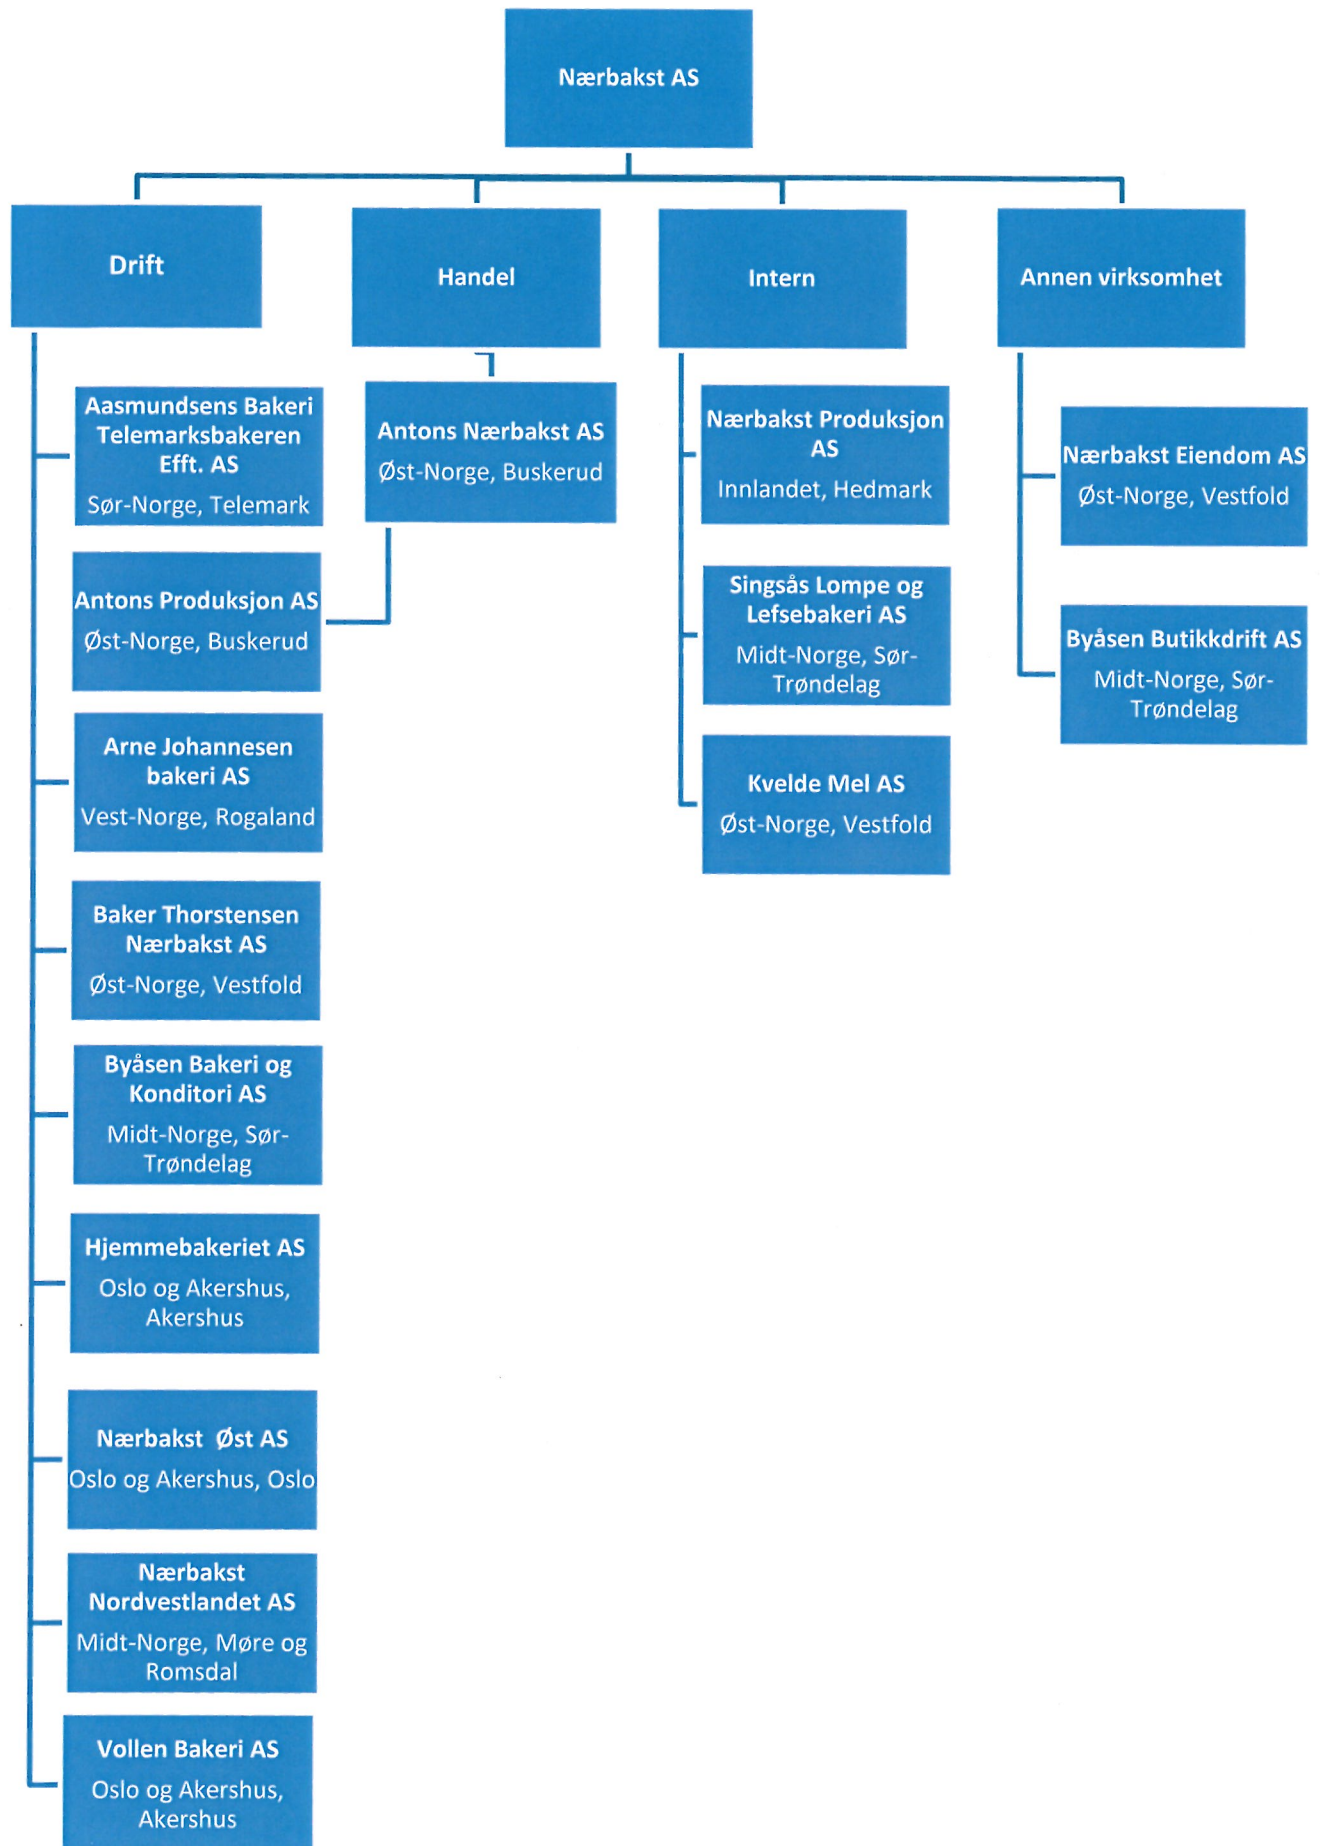 Nærbakst AS
Drift
Handel
Intern
Annen virksomhet
Aasmundsens Bakeri
Telemarksbakeren
Efft. AS
Sør-Norge, Telemark
Antons Produksjon AS
Øst-Norge, Buskerud
Arne Johannesen
bakeri AS
Vest-Norge, Rogaland
Baker Thorstensen
Nærbakst AS
Øst-Norge, Vestfold
Byåsen Bakeri og
Konditori AS
Midt-Norge, Sør-
Trøndelag
Hjemmebakeriet AS
Oslo og Akershus,
Akershus
Nærbakst Øst AS
Oslo og Akershus, Oslo
Nærbakst
Nordvestlandet AS
Midt-Norge, Møre og
Romsdal
Vollen Bakeri AS
Oslo og Akershus,
Akershus
Antons Nærbakst AS
Øst-Norge, Buskerud
Nærbakst Produksjon
AS
Innlandet, Hedmark
Singsås Lompe og
Lefsebakeri AS
Midt-Norge, Sør-
Trøndelag
Kvelde Mel AS
Øst-Norge, Vestfold
Nærbakst Eiendom AS
Øst-Norge, Vestfold
Byåsen Butikkdrift AS
Midt-Norge, Sør-
Trøndelag